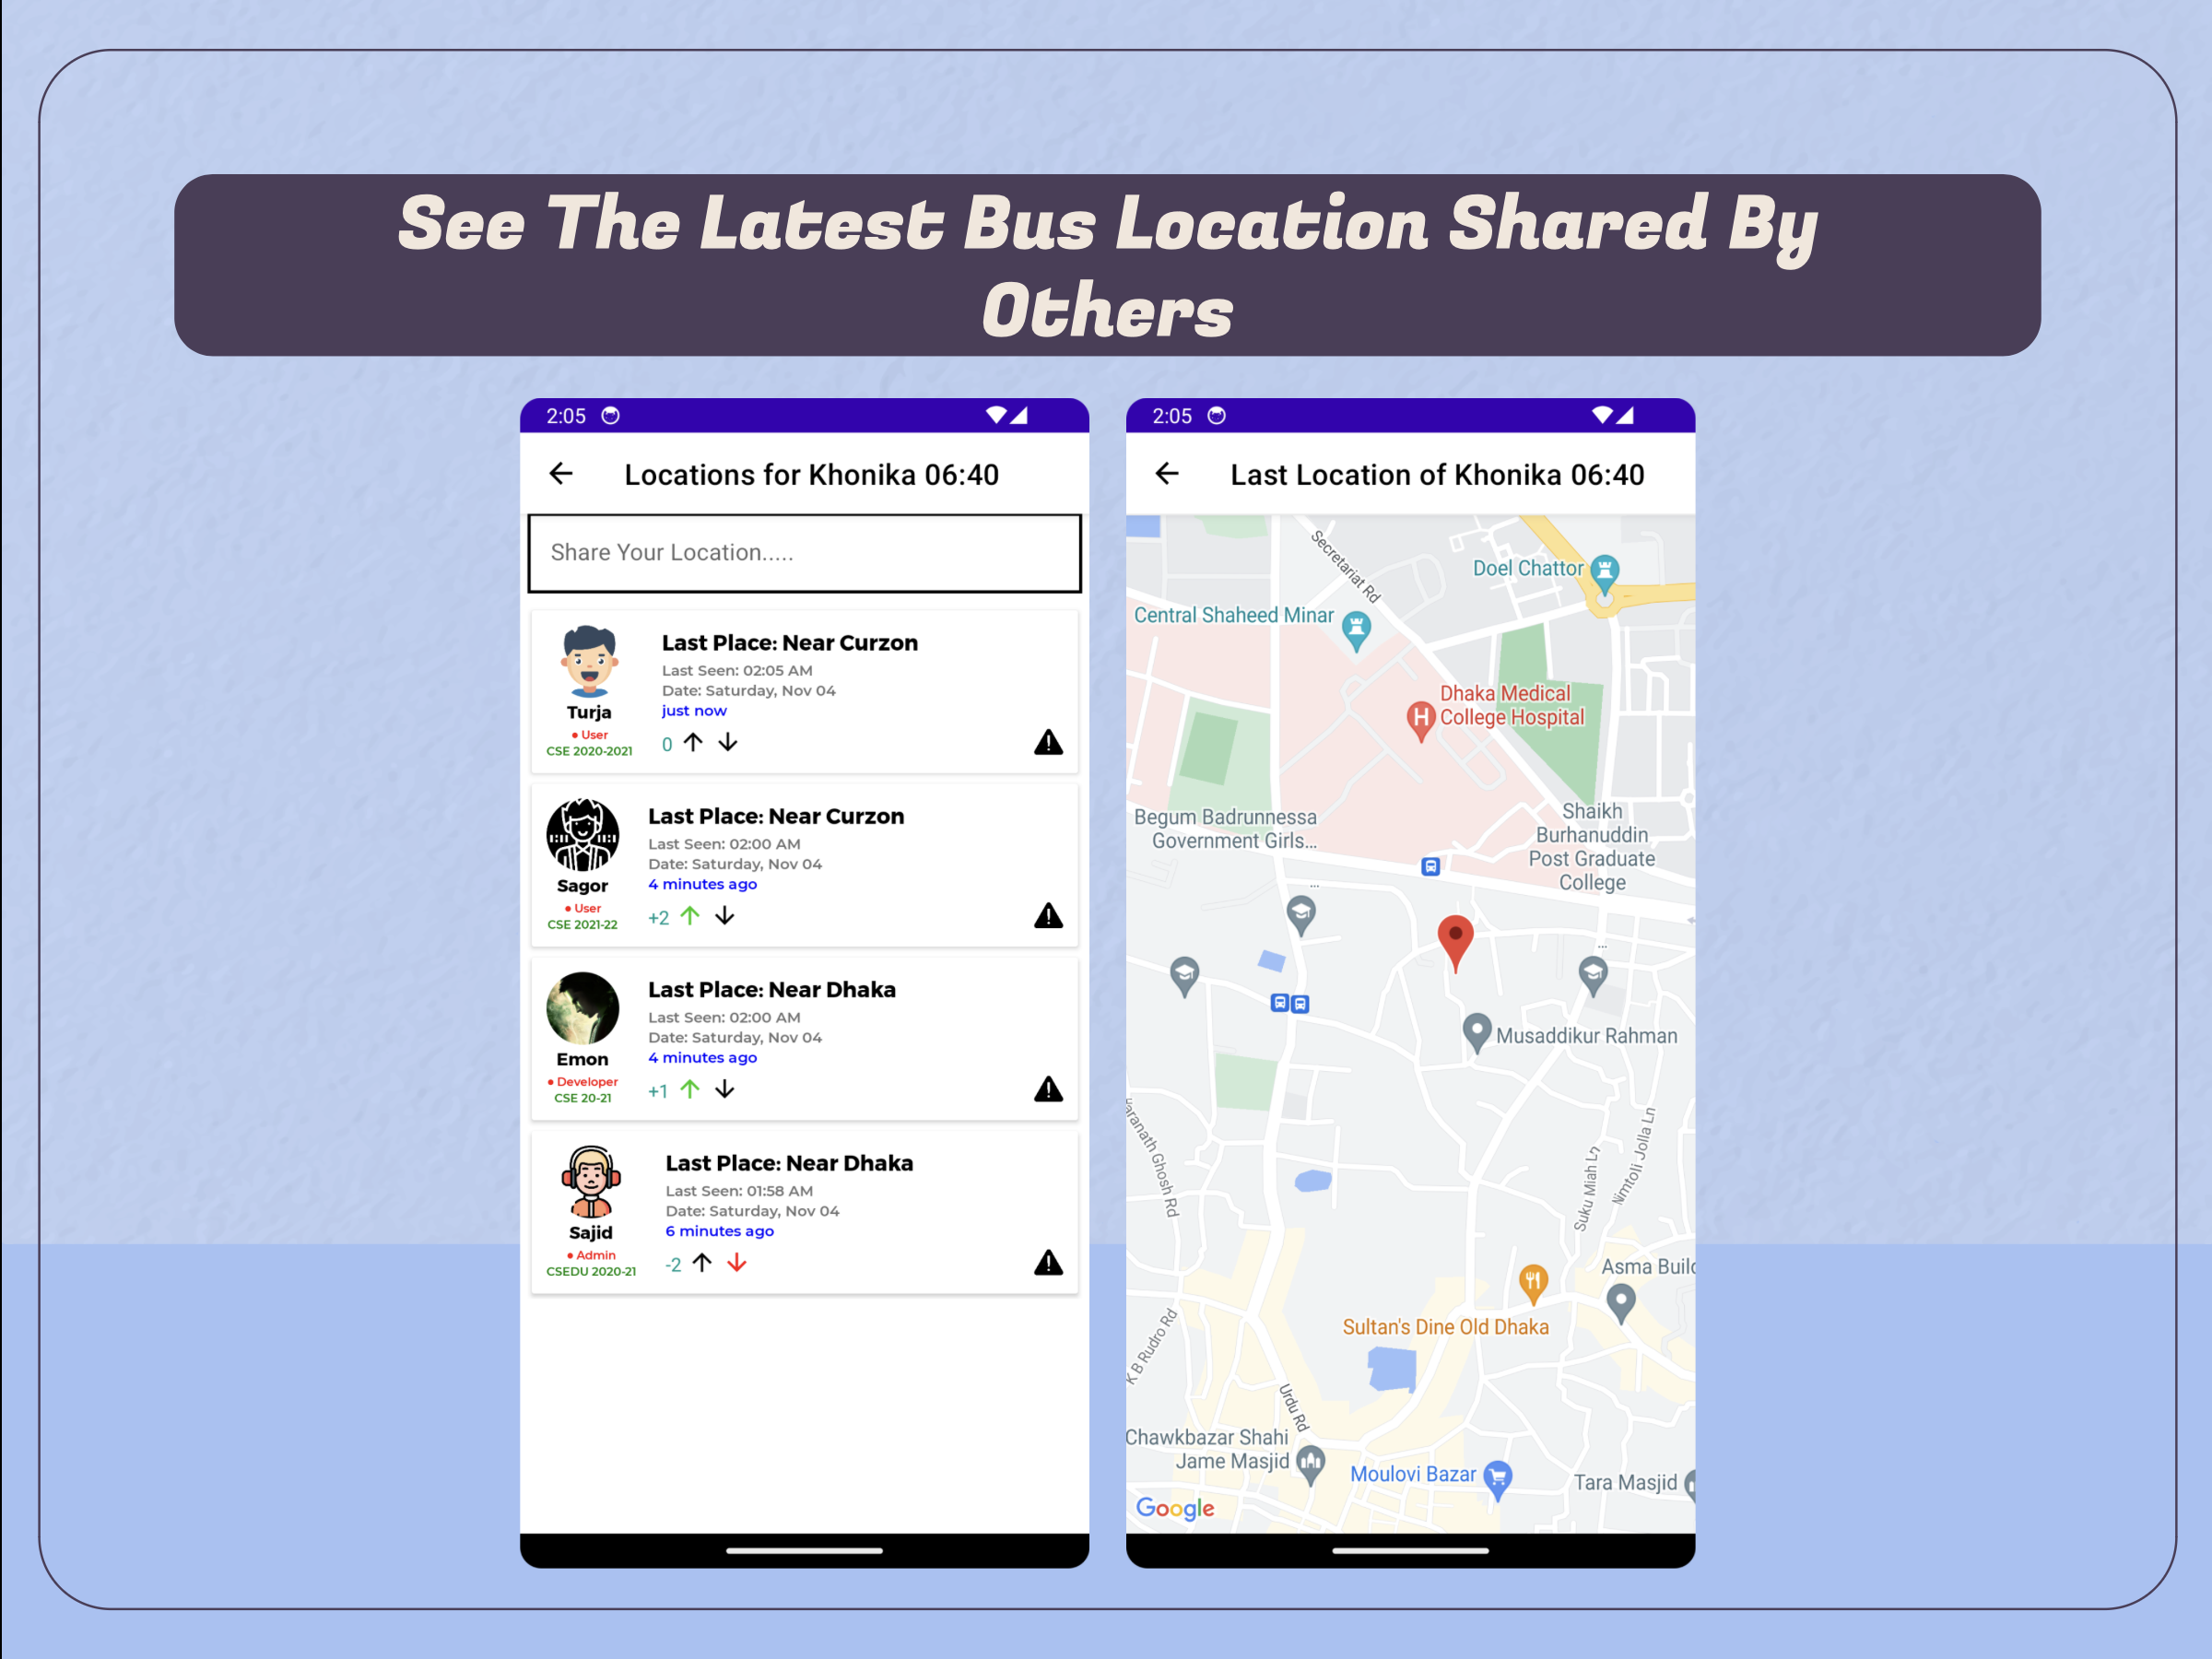 See The Latest Bus Location Shared By
Others
2:05
Locations for Khonika 06:40
Share Your Location.....
Turja
• User
CSE 2020-2021
Last Place: Near Curzon
Last Seen: 02:05 AM
Date: Saturday, Nov 04
just now
0
Sagor
• User
CSE 2021-22
Last Place: Near Curzon
Last Seen: 02:00 AM
Date: Saturday, Nov 04
4 minutes ago
+2
Emon
• Developer
CSE 20-21
Last Place: Near Dhaka
Last Seen: 02:00 AM
Date: Saturday, Nov 04
4 minutes ago
+1
Sajid
• Admin
CSEDU 2020-21
Last Place: Near Dhaka
Last Seen: 01:58 AM
Date: Saturday, Nov 04
6 minutes ago
-2
2:05
Last Location of Khonika 06:40
Secretariat Rd
Doel Chattor
Central Shaheed Minar
H
Dhaka Medical
College Hospital
Begum Badrunnessa
Government Girls...
Shaikh
Burhanuddin
Post Graduate
College
...
...
Musaddikur Rahman
Ghosh Rd
Suku Miah Ln
Nimtoli Jolla Ln
Asma Build
Sultan's Dine Old Dhaka
K B Rudro Rd
Urdu Rd
Chawkbazar Shahi
Jame Masjid
Moulovi Bazar
Tara Masjid
Google